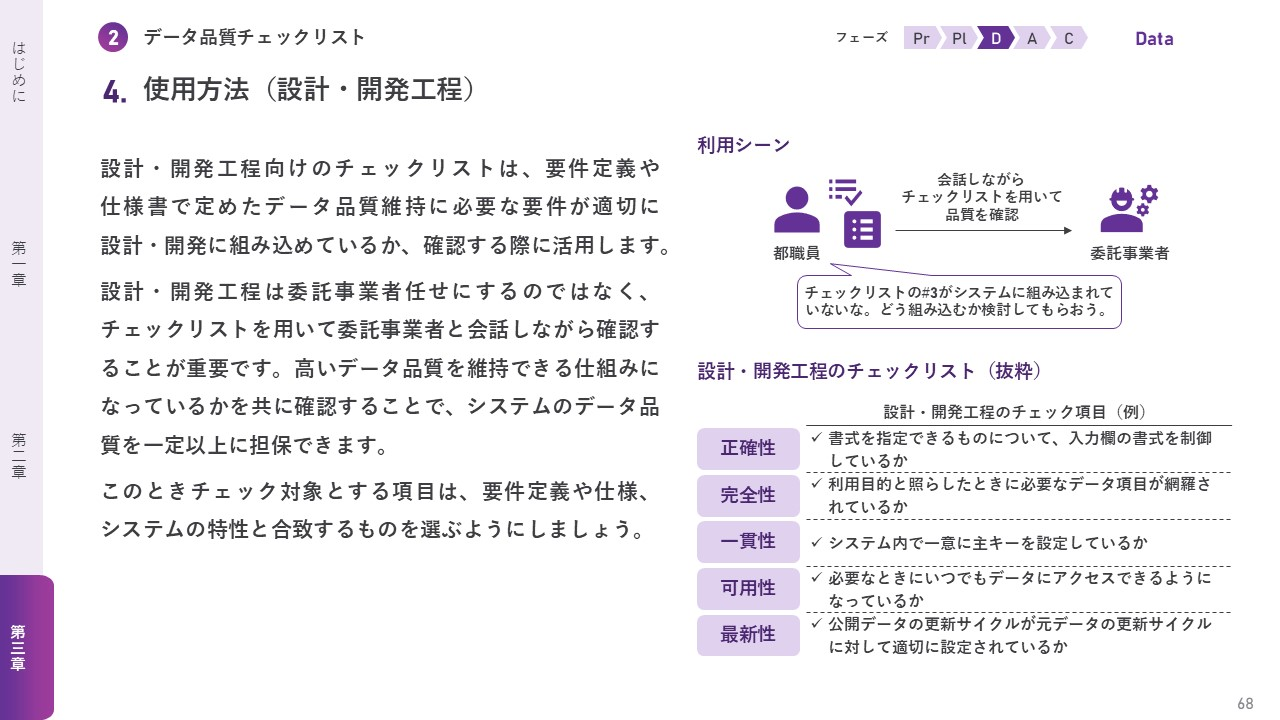 はじめに
第一章
第二章
第三章
2 データ品質チェックリスト
フェーズ Pr Pl D A C Data
4. 使用方法（設計・開発工程）
設計・開発工程向けのチェックリストは、要件定義や
仕様書で定めたデータ品質維持に必要な要件が適切に
設計・開発に組み込めているか、確認する際に活用します。
設計・開発工程は委託事業者任せにするのではなく、
チェックリストを用いて委託事業者と会話しながら確認す
ることが重要です。高いデータ品質を維持できる仕組みに
なっているかを共に確認することで、システムのデータ品
質を一定以上に担保できます。
このときチェック対象とする項目は、要件定義や仕様、
システムの特性と合致するものを選ぶようにしましょう。
利用シーン
会話しながら
チェックリストを用いて
品質を確認
都職員
委託事業者
チェックリストの#3がシステムに組み込まれて
いないな。どう組み込むか検討してもらおう。
設計・開発工程のチェックリスト（抜粋）
設計・開発工程のチェック項目（例）
正確性
✓ 書式を指定できるものについて、入力欄の書式を制御
しているか
完全性
✓ 利用目的と照らしたときに必要なデータ項目が網羅さ
れているか
一貫性
✓ システム内で一意に主キーを設定しているか
可用性
✓ 必要なときにいつでもデータにアクセスできるように
なっているか
最新性
✓ 公開データの更新サイクルが元データの更新サイクル
に対して適切に設定されているか
68